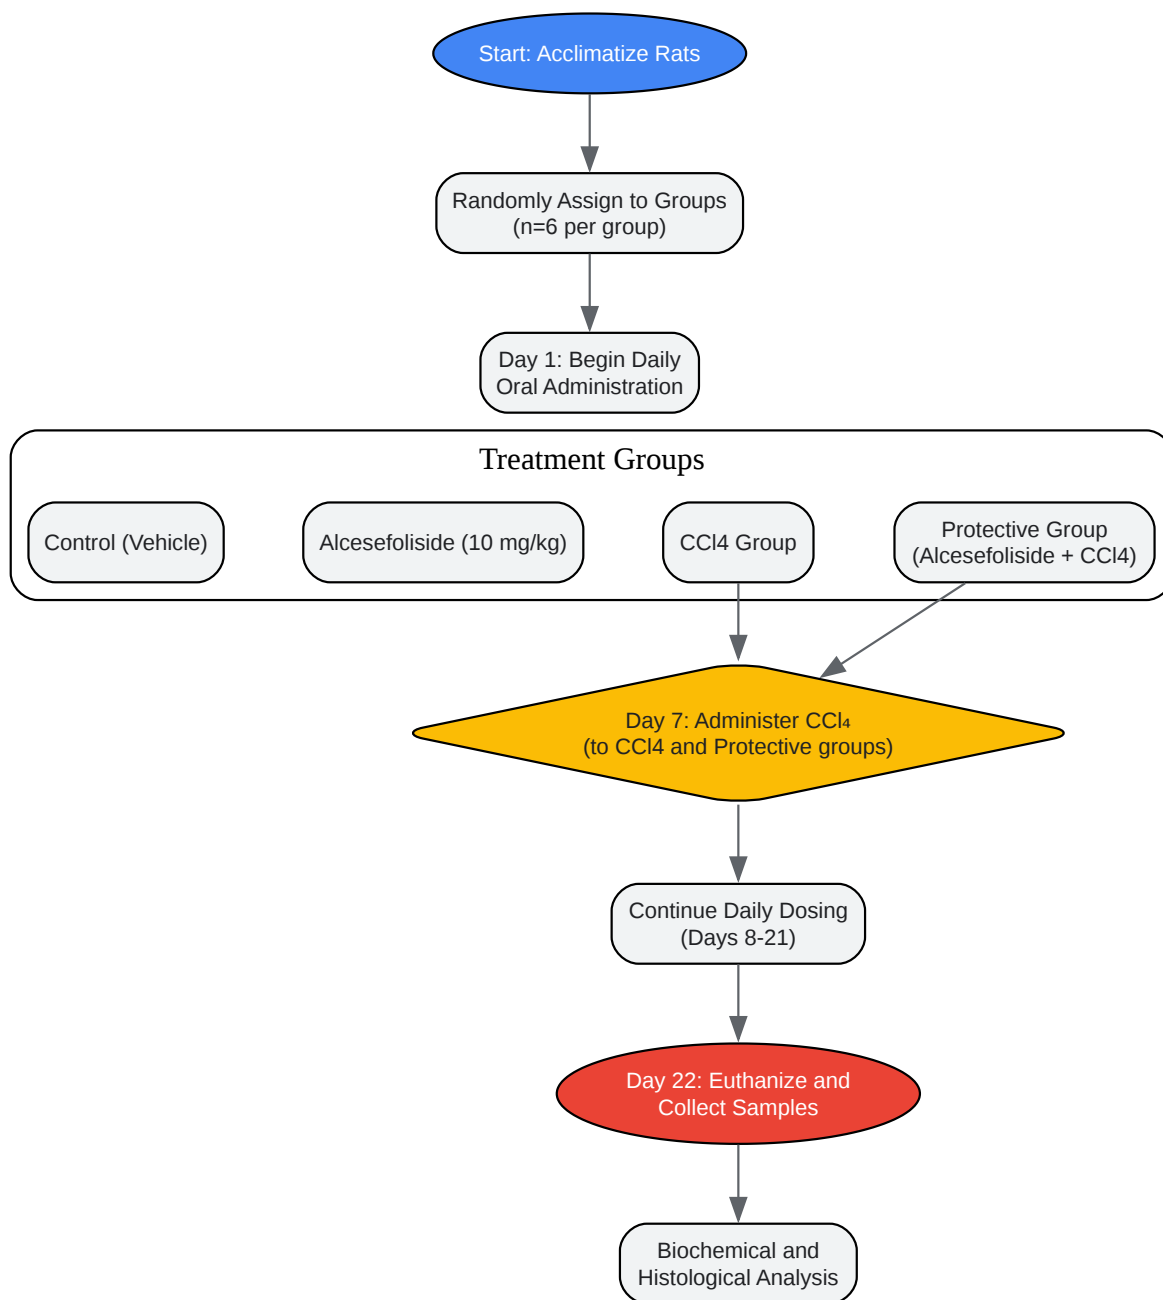 Start: Acclimatize Rats
Randomly Assign to Groups
(n=6 per group)
Day 1: Begin Daily
Oral Administration
Treatment Groups
Control (Vehicle)
Alcesefoliside (10 mg/kg)
CCl4 Group
Protective Group
(Alcesefoliside + CCl4)
Day 7: Administer CCl₄
(to CCl4 and Protective groups)
Continue Daily Dosing
(Days 8-21)
Day 22: Euthanize and
Collect Samples
Biochemical and
Histological Analysis